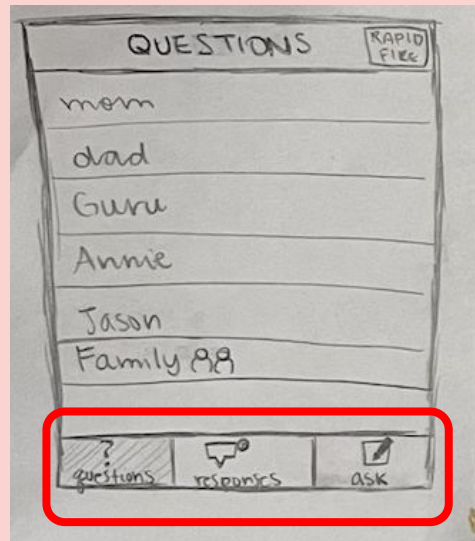 QUESTIONS
RAPID
FIRE
mom
dad
Guru
Annie
Jason
Family
?
questions
responses
ask